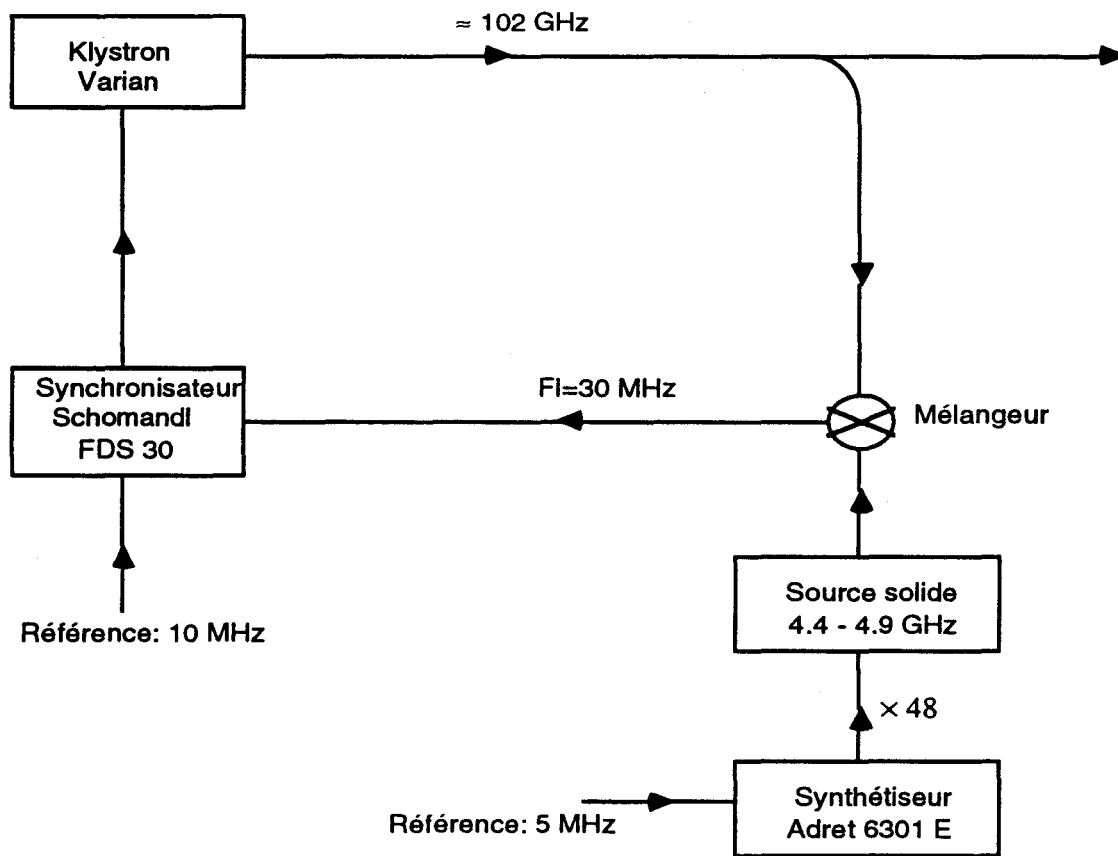 ≈ 102 GHz
Klystron
Varian
Synchronisateur
Schomandl
FDS 30
FI=30 MHz
Mélangeur
Source solide
4.4 - 4.9 GHz
Référence: 10 MHz
× 48
Synthétiseur
Adret 6301 E
Référence: 5 MHz